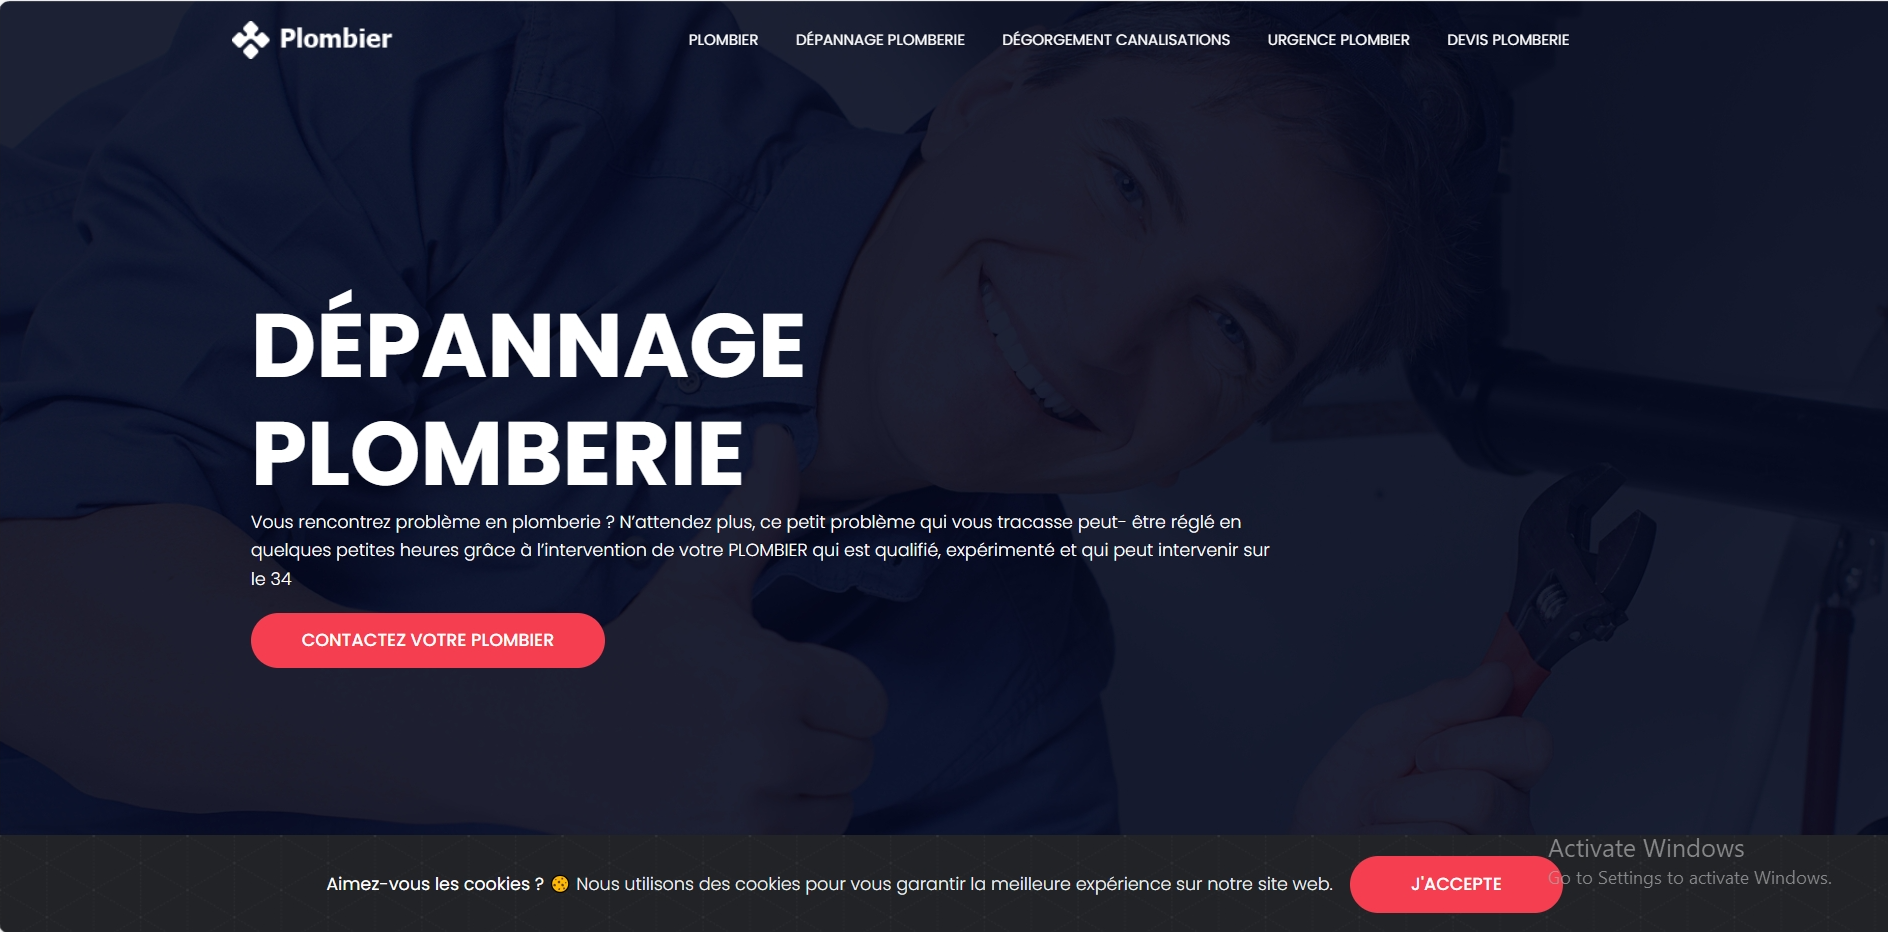 Plombier
PLOMBIER
DÉPANNAGE PLOMBERIE
DÉGORGEMENT CANALISATIONS
URGENCE PLOMBIER
DEVIS PLOMBERIE
DÉPANNAGE
PLOMBERIE
Vous rencontrez problème en plomberie ? N’attendez plus, ce petit problème qui vous tracasse peut- être réglé en
quelques petites heures grâce à l’intervention de votre PLOMBIER qui est qualifié, expérimenté et qui peut intervenir sur
le 34
CONTACTEZ VOTRE PLOMBIER
Aimez-vous les cookies ? 🍪 Nous utilisons des cookies pour vous garantir la meilleure expérience sur notre site web.
J'ACCEPTE
Activate Windows
Go to Settings to activate Windows.